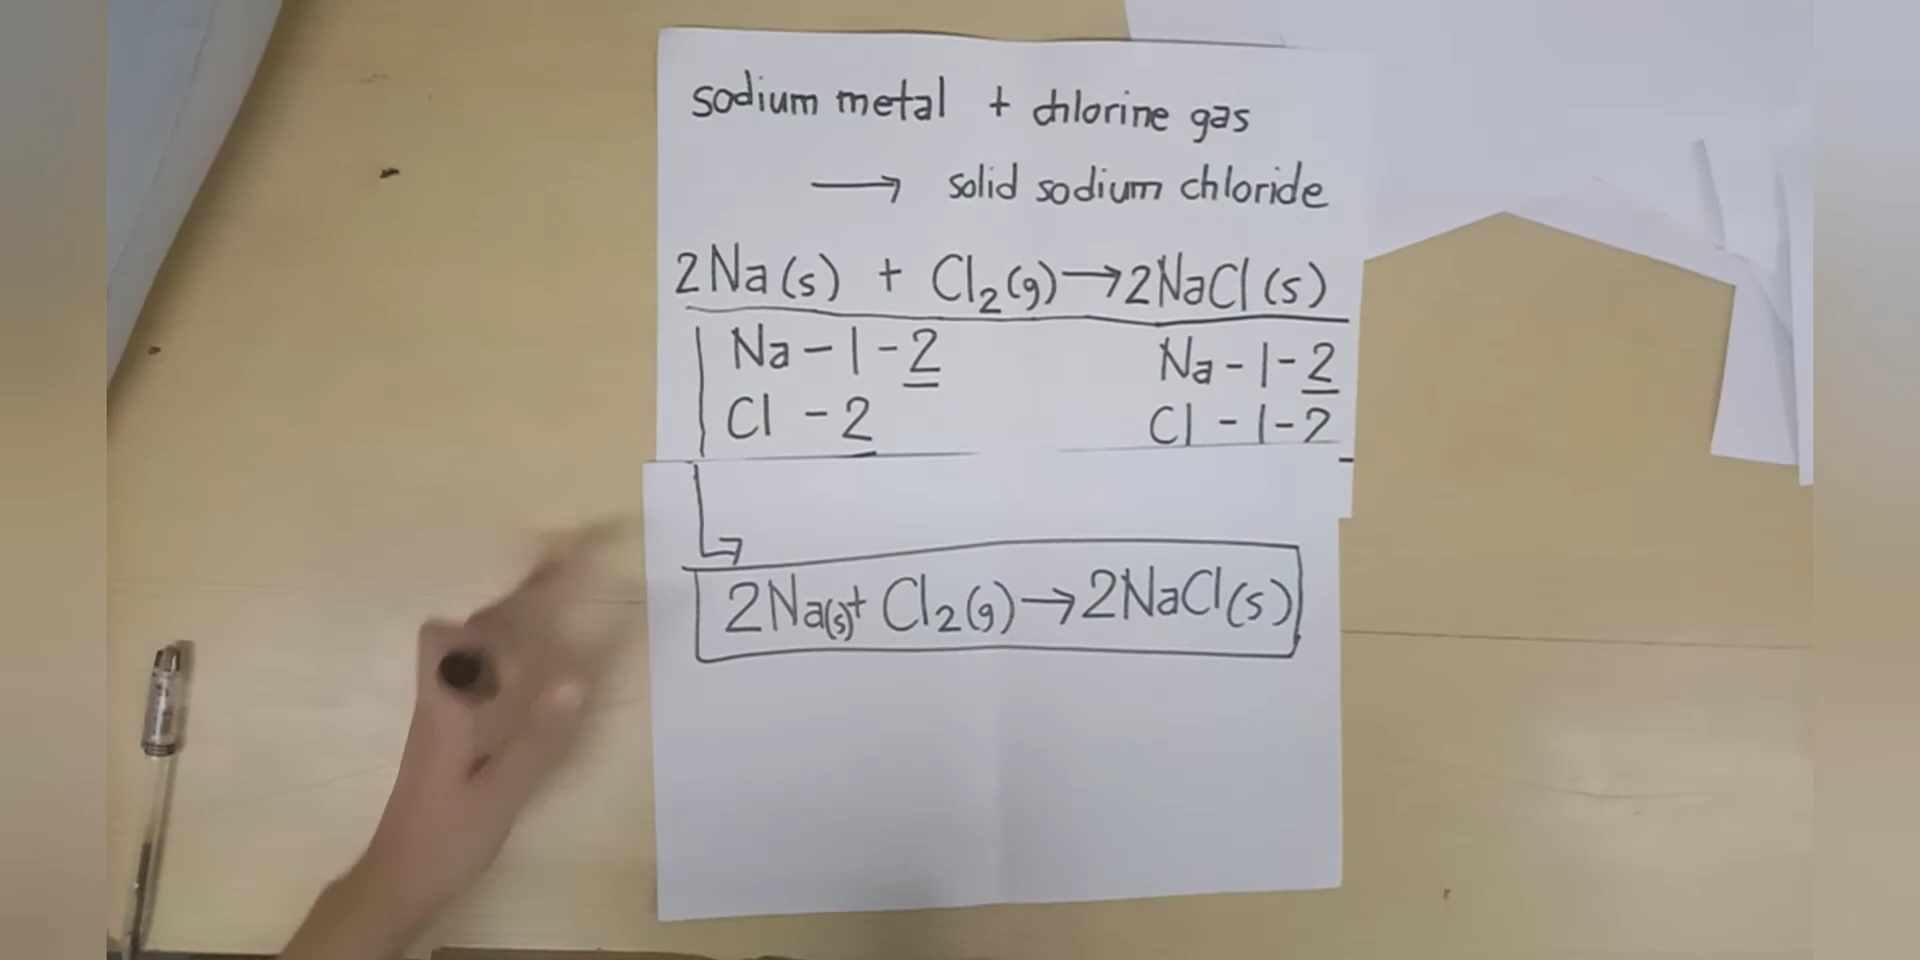 sodium metal + chlorine gas
→ solid sodium chloride
2Na(s) + Cl₂(g)→2NaCl(s)
Na-1-2 Na-1-2
Cl -2 Cl -1-2
2Na(s)+ Cl₂(g)→2NaCl(s)